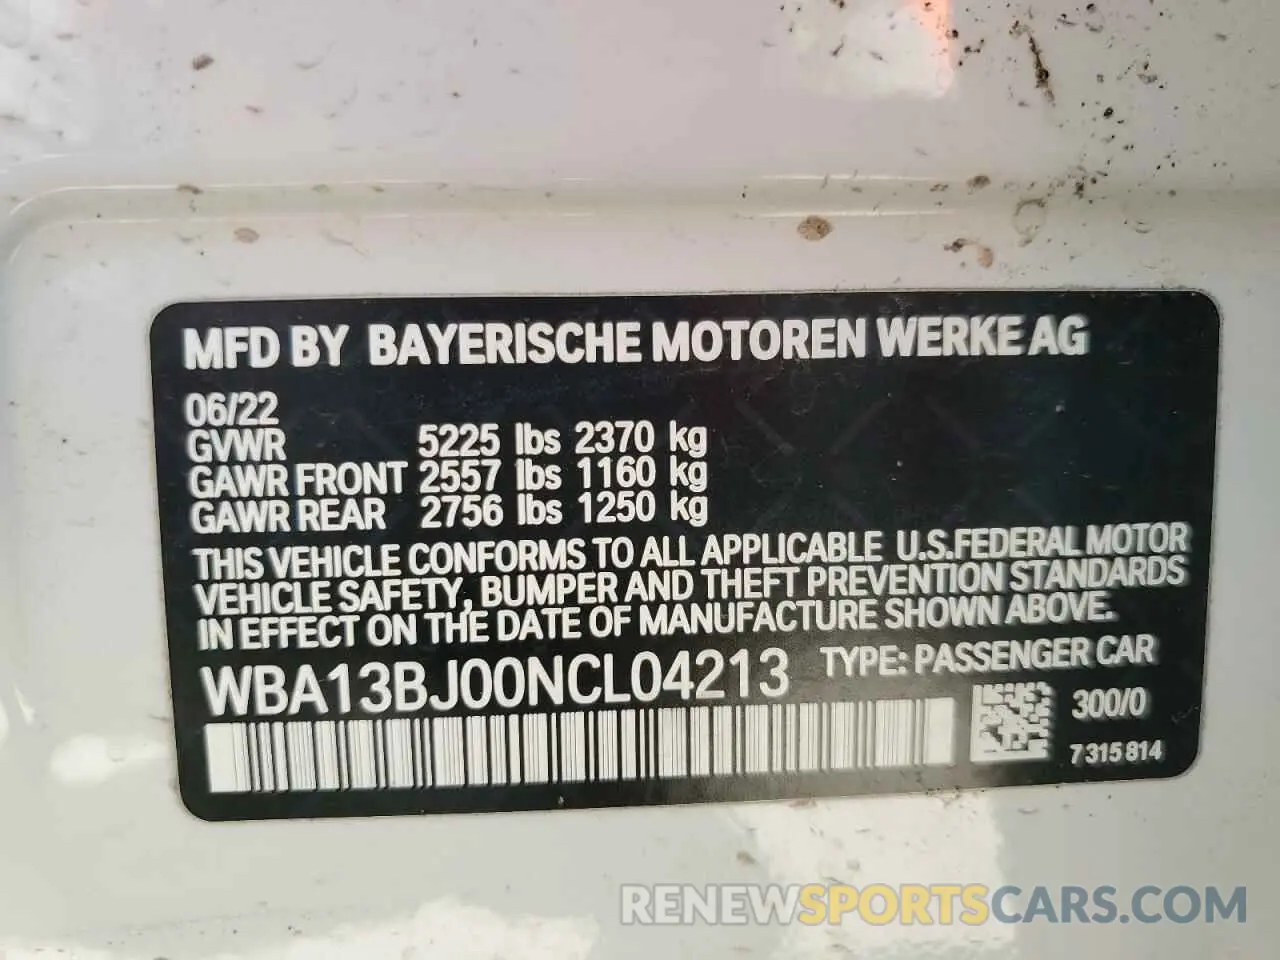 MFD BY BAYERISCHE MOTOREN WERKE AG
06/22
GVWR 5225 lbs 2370 kg
GAWR FRONT 2557 lbs 1160 kg
GAWR REAR 2756 lbs 1250 kg
THIS VEHICLE CONFORMS TO ALL APPLICABLE U.S.FEDERAL MOTOR
VEHICLE SAFETY, BUMPER AND THEFT PREVENTION STANDARDS
IN EFFECT ON THE DATE OF MANUFACTURE SHOWN ABOVE.
WBA13BJ00NCL04213 TYPE: PASSENGER CAR
300/0
7315814
RENEWSPORTSCARS.COM